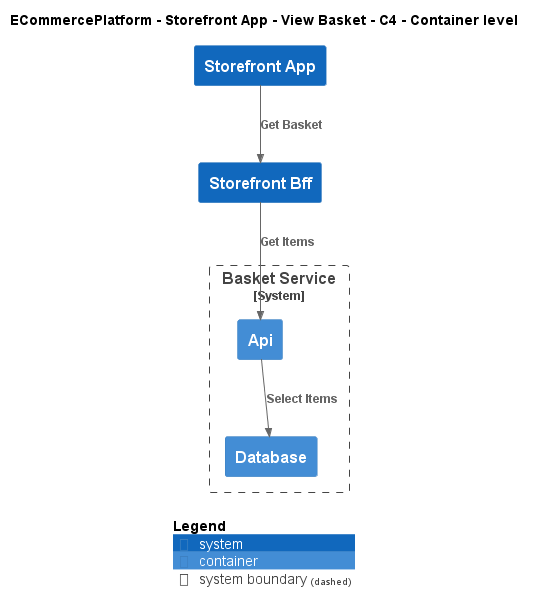 ECommercePlatform - Storefront App - View Basket - C4 - Container level
Storefront App
Get Basket
Storefront Bff
Get Items
Basket Service
[System]
Api
Select Items
Database
Legend
system
container
system boundary (dashed)